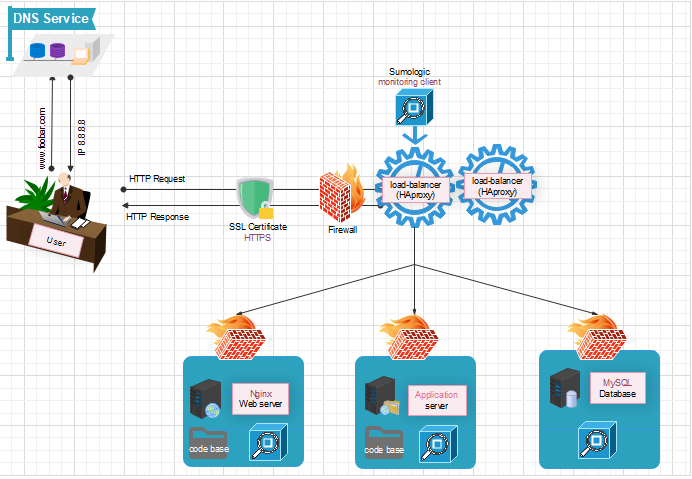 DNS Service
www.foobar.com
IP 8.8.8.8
User
HTTP Request
HTTP Response
SSL Certificate
HTTPS
Firewall
Sumologic
monitoring client
load-balancer
(HAproxy)
load-balancer
(HAproxy)
Nginx
Web server
code base
Application
server
code base
MySQL
Database